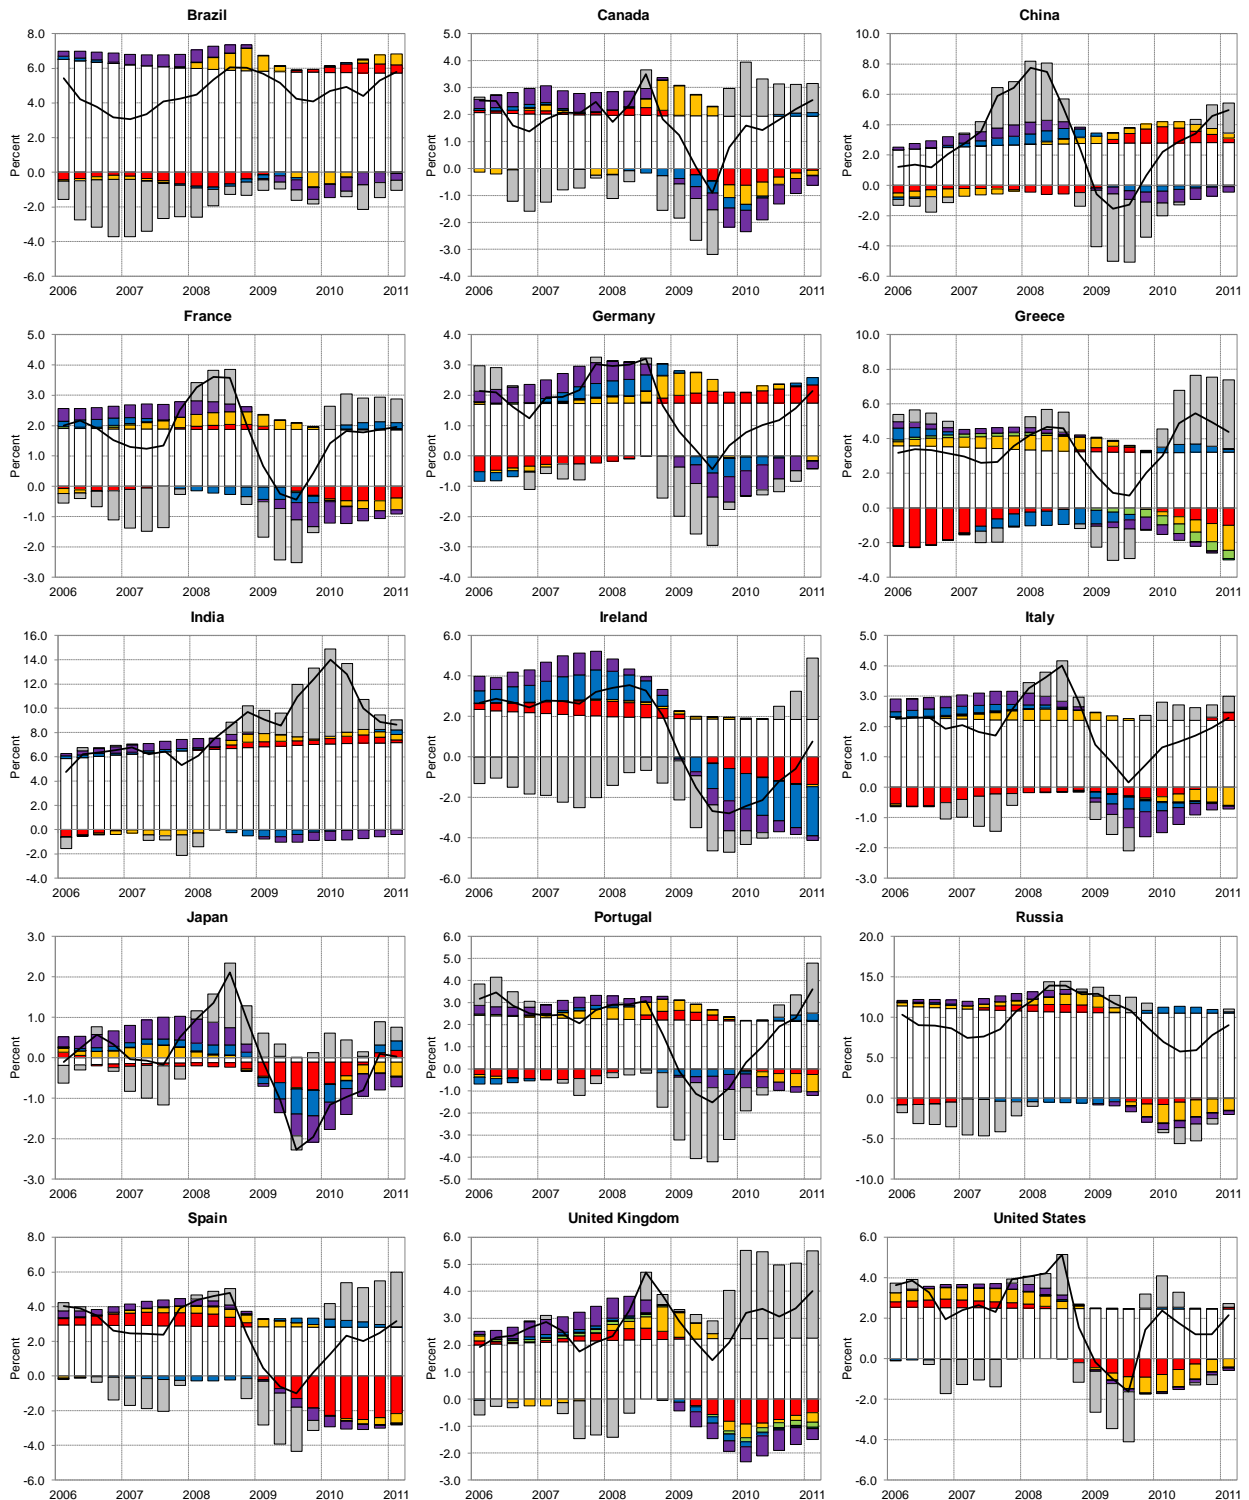 Brazil Canada China
8.0 5.0 10.0
6.0 4.0 8.0
4.0 3.0 6.0
2.0 2.0 4.0
0.0 1.0 2.0
-2.0 0.0 0.0
-4.0 -1.0 -2.0
-6.0 -2.0 -4.0
-3.0 -6.0
-4.0
Percent Percent Percent
2006 2007 2008 2009 2010 2011 2006 2007 2008 2009 2010 2011 2006 2007 2008 2009 2010 2011
France Germany Greece
5.0 4.0 10.0
4.0 3.0 8.0
3.0 2.0 6.0
2.0 1.0 4.0
1.0 0.0 2.0
0.0 -1.0 0.0
-1.0 -2.0 -2.0
-2.0 -3.0 -4.0
-3.0 -4.0
Percent Percent Percent
2006 2007 2008 2009 2010 2011 2006 2007 2008 2009 2010 2011 2006 2007 2008 2009 2010 2011
India Ireland Italy
16.0 6.0 5.0
14.0 4.0 4.0
12.0 2.0 3.0
10.0 0.0 2.0
8.0 -2.0 1.0
6.0 -4.0 0.0
4.0 -6.0 -1.0
2.0 -2.0
0.0 -3.0
-2.0
-4.0
Percent Percent Percent
2006 2007 2008 2009 2010 2011 2006 2007 2008 2009 2010 2011 2006 2007 2008 2009 2010 2011
Japan Portugal Russia
3.0 6.0 20.0
2.0 5.0 15.0
1.0 4.0 10.0
0.0 3.0 5.0
-1.0 2.0 0.0
-2.0 1.0 -5.0
-3.0 0.0 -10.0
-1.0
-2.0
-3.0
-4.0
-5.0
Percent Percent Percent
2006 2007 2008 2009 2010 2011 2006 2007 2008 2009 2010 2011 2006 2007 2008 2009 2010 2011
Spain United Kingdom United States
8.0 6.0 6.0
6.0 5.0 4.0
4.0 4.0 2.0
2.0 3.0 0.0
0.0 2.0 -2.0
-2.0 1.0 -4.0
-4.0 0.0 -6.0
-6.0 -1.0
-2.0
-3.0
Percent Percent Percent
2006 2007 2008 2009 2010 2011 2006 2007 2008 2009 2010 2011 2006 2007 2008 2009 2010 2011